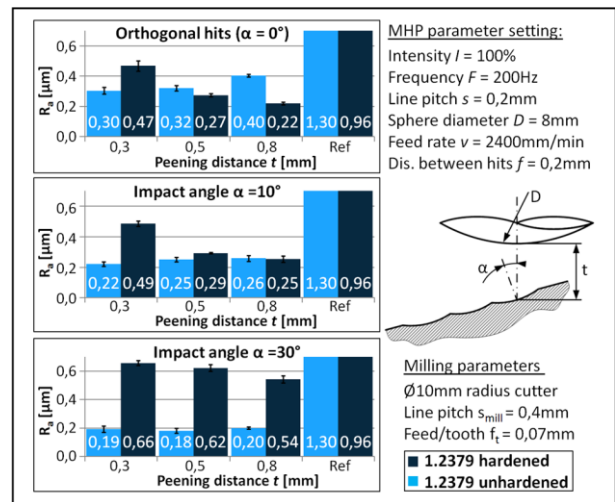 Orthogonal hits (α = 0°)
Rₐ [µm]
0,6
0,4
0,2
0,0
0,30 0,47 0,32 0,27 0,40 0,22 1,30 0,96
0,3 0,5 0,8 Ref
Peening distance t [mm]
Impact angle α =10°
Rₐ [µm]
0,6
0,4
0,2
0,0
0,22 0,49 0,25 0,29 0,26 0,25 1,30 0,96
0,3 0,5 0,8 Ref
Peening distance t [mm]
Impact angle α =30°
Rₐ [µm]
0,6
0,4
0,2
0,0
0,19 0,66 0,18 0,62 0,20 0,54 1,30 0,96
0,3 0,5 0,8 Ref
Peening distance t [mm]
MHP parameter setting:
Intensity I = 100%
Frequency F = 200Hz
Line pitch s = 0,2mm
Sphere diameter D = 8mm
Feed rate v = 2400mm/min
Dis. between hits f = 0,2mm
D
α
t
Milling parameters
Ø10mm radius cutter
Line pitch s_mill = 0,4mm
Feed/tooth fₜ = 0,07mm
1.2379 hardened
1.2379 unhardened